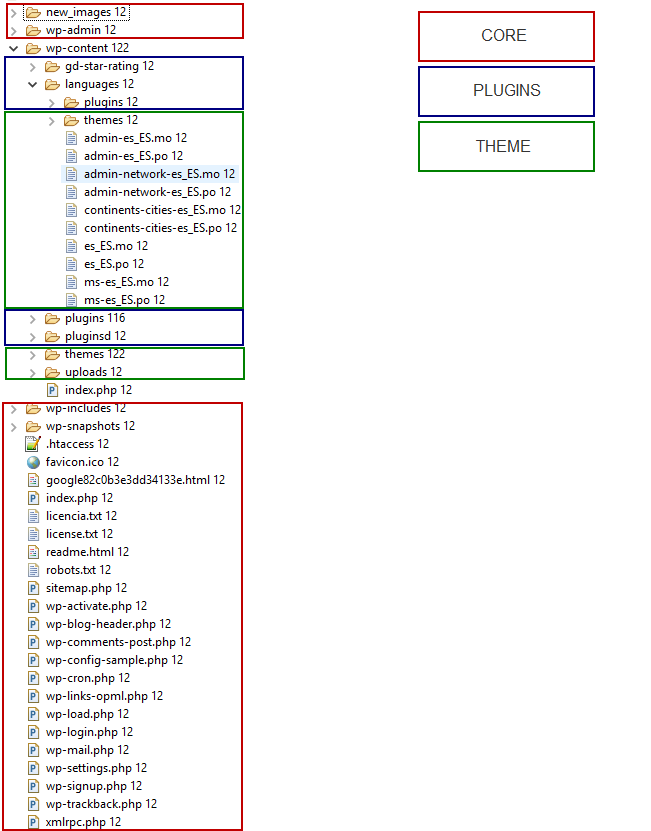 new_images 12
wp-admin 12
wp-content 122
gd-star-rating 12
languages 12
plugins 12
themes 12
admin-es_ES.mo 12
admin-es_ES.po 12
admin-network-es_ES.mo 12
admin-network-es_ES.po 12
continents-cities-es_ES.mo 12
continents-cities-es_ES.po 12
es_ES.mo 12
es_ES.po 12
ms-es_ES.mo 12
ms-es_ES.po 12
plugins 116
pluginsd 12
themes 122
uploads 12
index.php 12
wp-includes 12
wp-snapshots 12
.htaccess 12
favicon.ico 12
google82c0b3e3dd34133e.html 12
index.php 12
licencia.txt 12
license.txt 12
readme.html 12
robots.txt 12
sitemap.php 12
wp-activate.php 12
wp-blog-header.php 12
wp-comments-post.php 12
wp-config-sample.php 12
wp-cron.php 12
wp-links-opml.php 12
wp-load.php 12
wp-login.php 12
wp-mail.php 12
wp-settings.php 12
wp-signup.php 12
wp-trackback.php 12
xmlrpc.php 12
CORE
PLUGINS
THEME